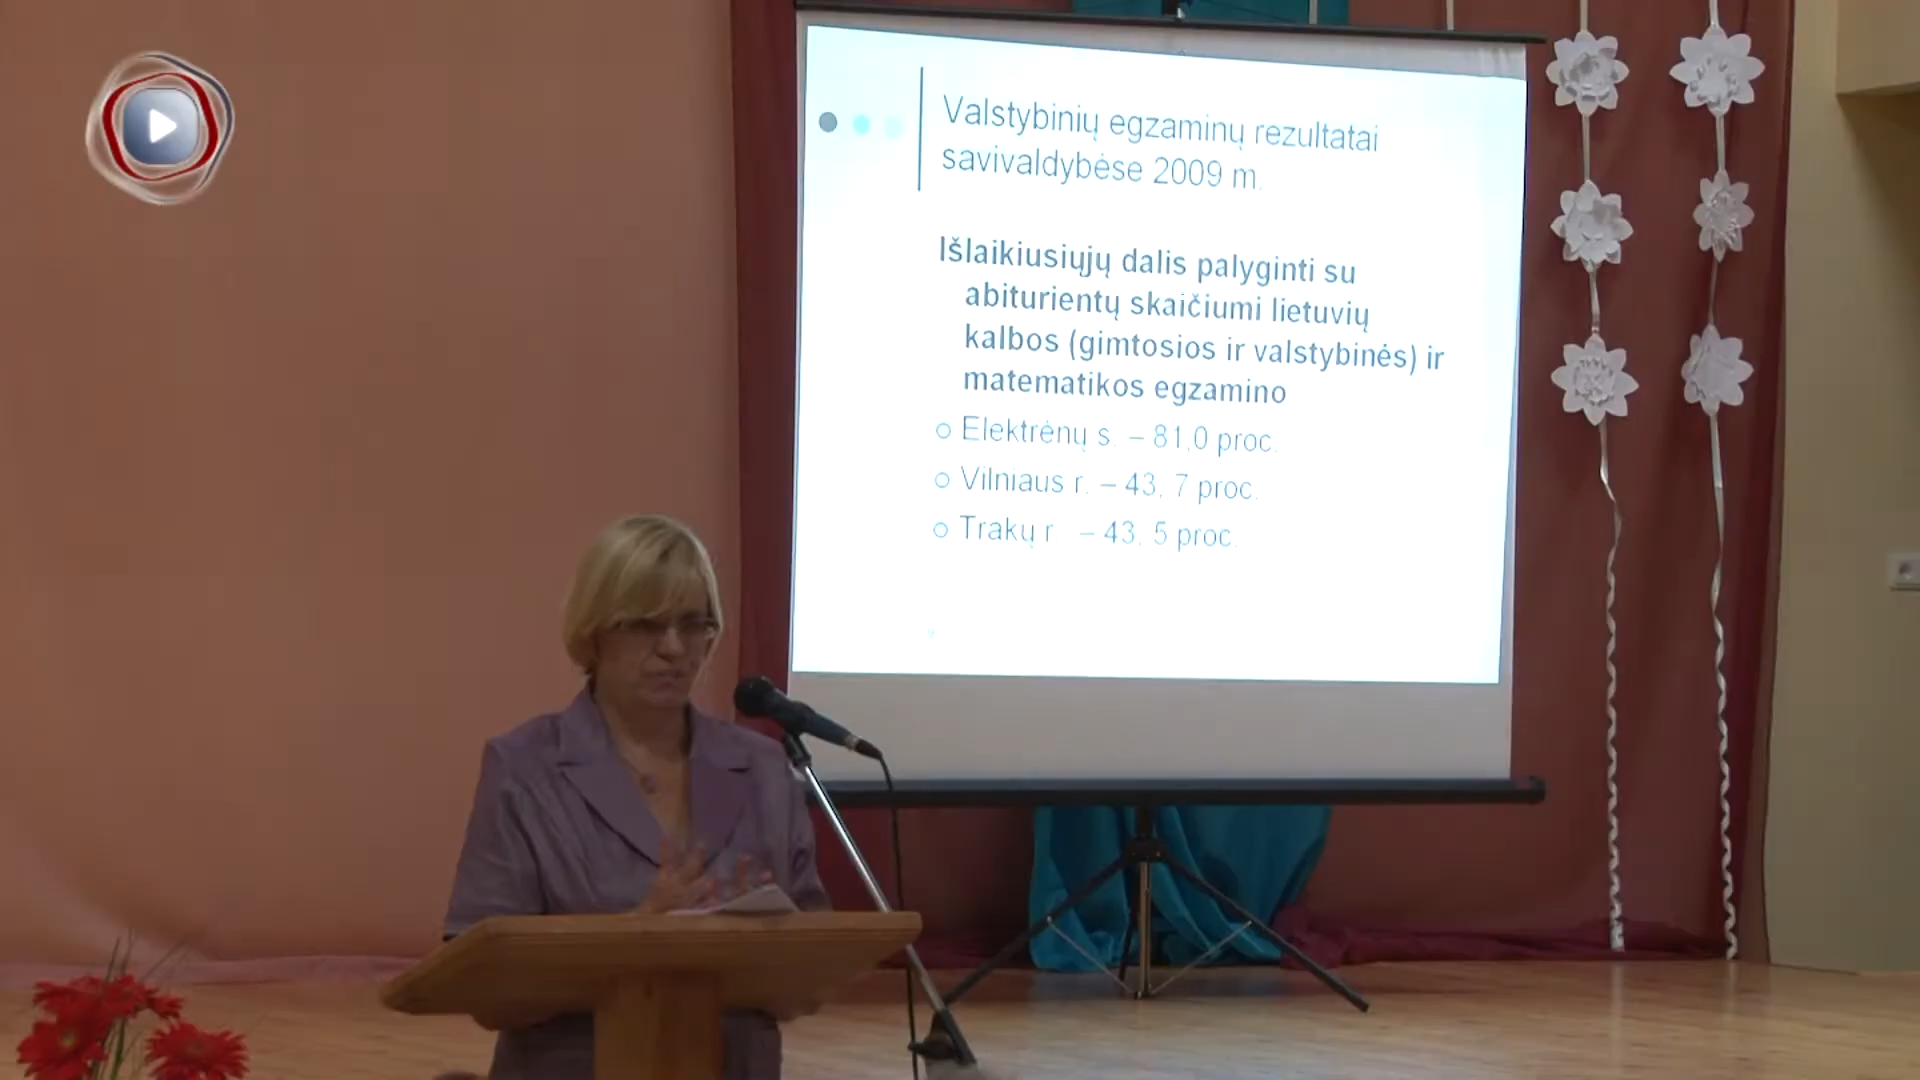 Valstybinių egzaminų rezultatai
savivaldybėse 2009 m.
Išlaikiusiųjų dalis palyginti su
abiturientų skaičiumi lietuvių
kalbos (gimtosios ir valstybinės) ir
matematikos egzamino
Elektrėnų s. – 81,0 proc.
Vilniaus r. – 43, 7 proc.
Trakų r – 43, 5 proc.